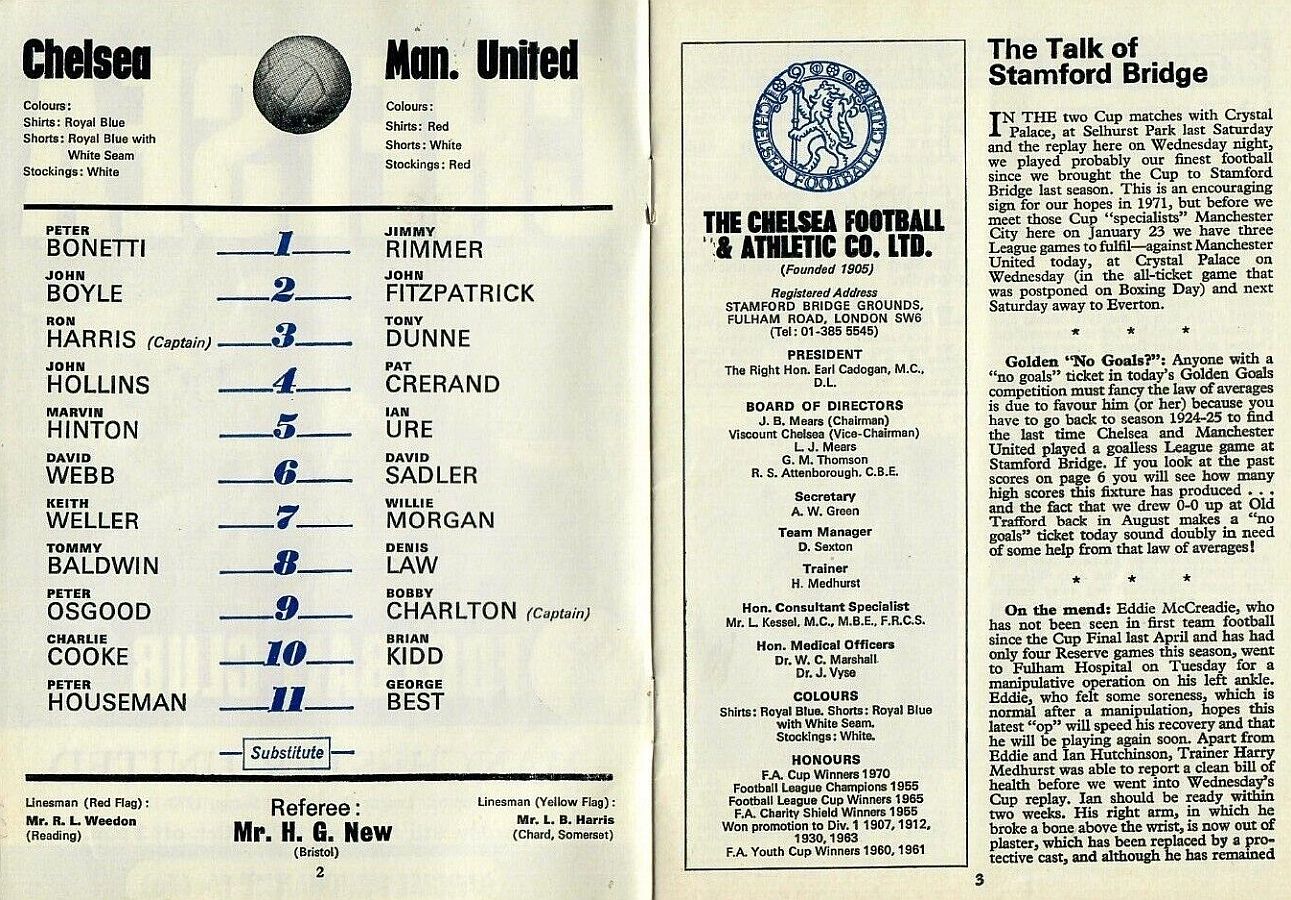 Chelsea
Man. United
Colours:
Shirts: Royal Blue
Shorts: Royal Blue with
White Seam
Stockings: White
Colours:
Shirts: Red
Shorts: White
Stockings: Red
PETER
BONETTI
1
JIMMY
RIMMER
JOHN
BOYLE
2
JOHN
FITZPATRICK
RON
HARRIS (Captain)
3
TONY
DUNNE
JOHN
HOLLINS
4
PAT
CRERAND
MARVIN
HINTON
5
IAN
URE
DAVID
WEBB
6
DAVID
SADLER
KEITH
WELLER
7
WILLIE
MORGAN
TOMMY
BALDWIN
8
DENIS
LAW
PETER
OSGOOD
9
BOBBY
CHARLTON (Captain)
CHARLIE
COOKE
10
BRIAN
KIDD
PETER
HOUSEMAN
11
GEORGE
BEST
Substitute
Linesman (Red Flag):
Mr. R. L. Weedon
(Reading)
Referee:
Mr. H. G. New
(Bristol)
Linesman (Yellow Flag):
Mr. L. B. Harris
(Chard, Somerset)
2
CHELSEA FOOTBALL CLUB
THE CHELSEA FOOTBALL
& ATHLETIC CO. LTD.
(Founded 1905)
Registered Address
STAMFORD BRIDGE GROUNDS,
FULHAM ROAD, LONDON SW6
(Tel: 01-385 5545)
PRESIDENT
The Right Hon. Earl Cadogan, M.C.,
D.L.
BOARD OF DIRECTORS
J. B. Mears (Chairman)
Viscount Chelsea (Vice-Chairman)
L. J. Mears
G. M. Thomson
R. S. Attenborough. C.B.E.
Secretary
A. W. Green
Team Manager
D. Sexton
Trainer
H. Medhurst
Hon. Consultant Specialist
Mr. L. Kessel, M.C., M.B.E., F.R.C.S.
Hon. Medical Officers
Dr. W. C. Marshall
Dr. J. Vyse
COLOURS
Shirts: Royal Blue. Shorts: Royal Blue
with White Seam.
Stockings: White.
HONOURS
F.A. Cup Winners 1970
Football League Champions 1955
Football League Cup Winners 1965
F.A. Charity Shield Winners 1955
Won promotion to Div. 1 1907, 1912,
1930, 1963
F.A. Youth Cup Winners 1960, 1961
The Talk of
Stamford Bridge
IN THE two Cup matches with Crystal
Palace, at Selhurst Park last Saturday
and the replay here on Wednesday night,
we played probably our finest football
since we brought the Cup to Stamford
Bridge last season. This is an encouraging
sign for our hopes in 1971, but before we
meet those Cup "specialists" Manchester
City here on January 23 we have three
League games to fulfil—against Manchester
United today, at Crystal Palace on
Wednesday (in the all-ticket game that
was postponed on Boxing Day) and next
Saturday away to Everton.
* * *
Golden "No Goals?": Anyone with a
"no goals" ticket in today's Golden Goals
competition must fancy the law of averages
is due to favour him (or her) because you
have to go back to season 1924-25 to find
the last time Chelsea and Manchester
United played a goalless League game at
Stamford Bridge. If you look at the past
scores on page 6 you will see how many
high scores this fixture has produced . . .
and the fact that we drew 0-0 up at Old
Trafford back in August makes a "no
goals" ticket today sound doubly in need
of some help from that law of averages!
* * *
On the mend: Eddie McCreadie, who
has not been seen in first team football
since the Cup Final last April and has had
only four Reserve games this season, went
to Fulham Hospital on Tuesday for a
manipulative operation on his left ankle.
Eddie, who felt some soreness, which is
normal after a manipulation, hopes this
latest "op" will speed his recovery and that
he will be playing again soon. Apart from
Eddie and Ian Hutchinson, Trainer Harry
Medhurst was able to report a clean bill of
health before we went into Wednesday's
Cup replay. Ian should be ready within
two weeks. His right arm, in which he
broke a bone above the wrist, is now out of
plaster, which has been replaced by a pro-
tective cast, and although he has remained
3